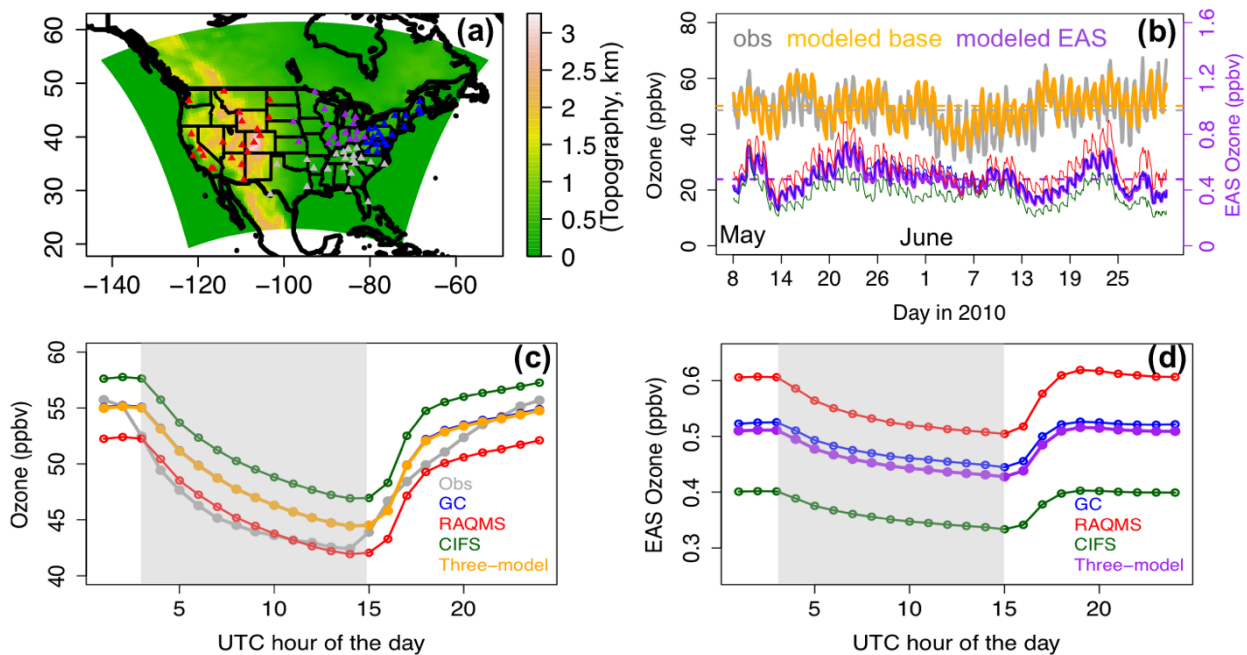 (a)
60
50
40
30
20
−140
−120
−100
−80
−60
3
2.5
2
1.5
1
0.5
0
(Topography, km)
(b)
obs modeled base modeled EAS
80
60
40
20
0
Ozone (ppbv)
1.6
1.2
0.8
0.4
0
EAS Ozone (ppbv)
May
June
8 14 20 26 1 7 13 19 25
Day in 2010
(c)
60
55
50
45
40
Ozone (ppbv)
Obs
GC
RAQMS
CIFS
Three−model
5 10 15 20
UTC hour of the day
(d)
0.6
0.5
0.4
0.3
EAS Ozone (ppbv)
GC
RAQMS
CIFS
Three−model
5 10 15 20
UTC hour of the day